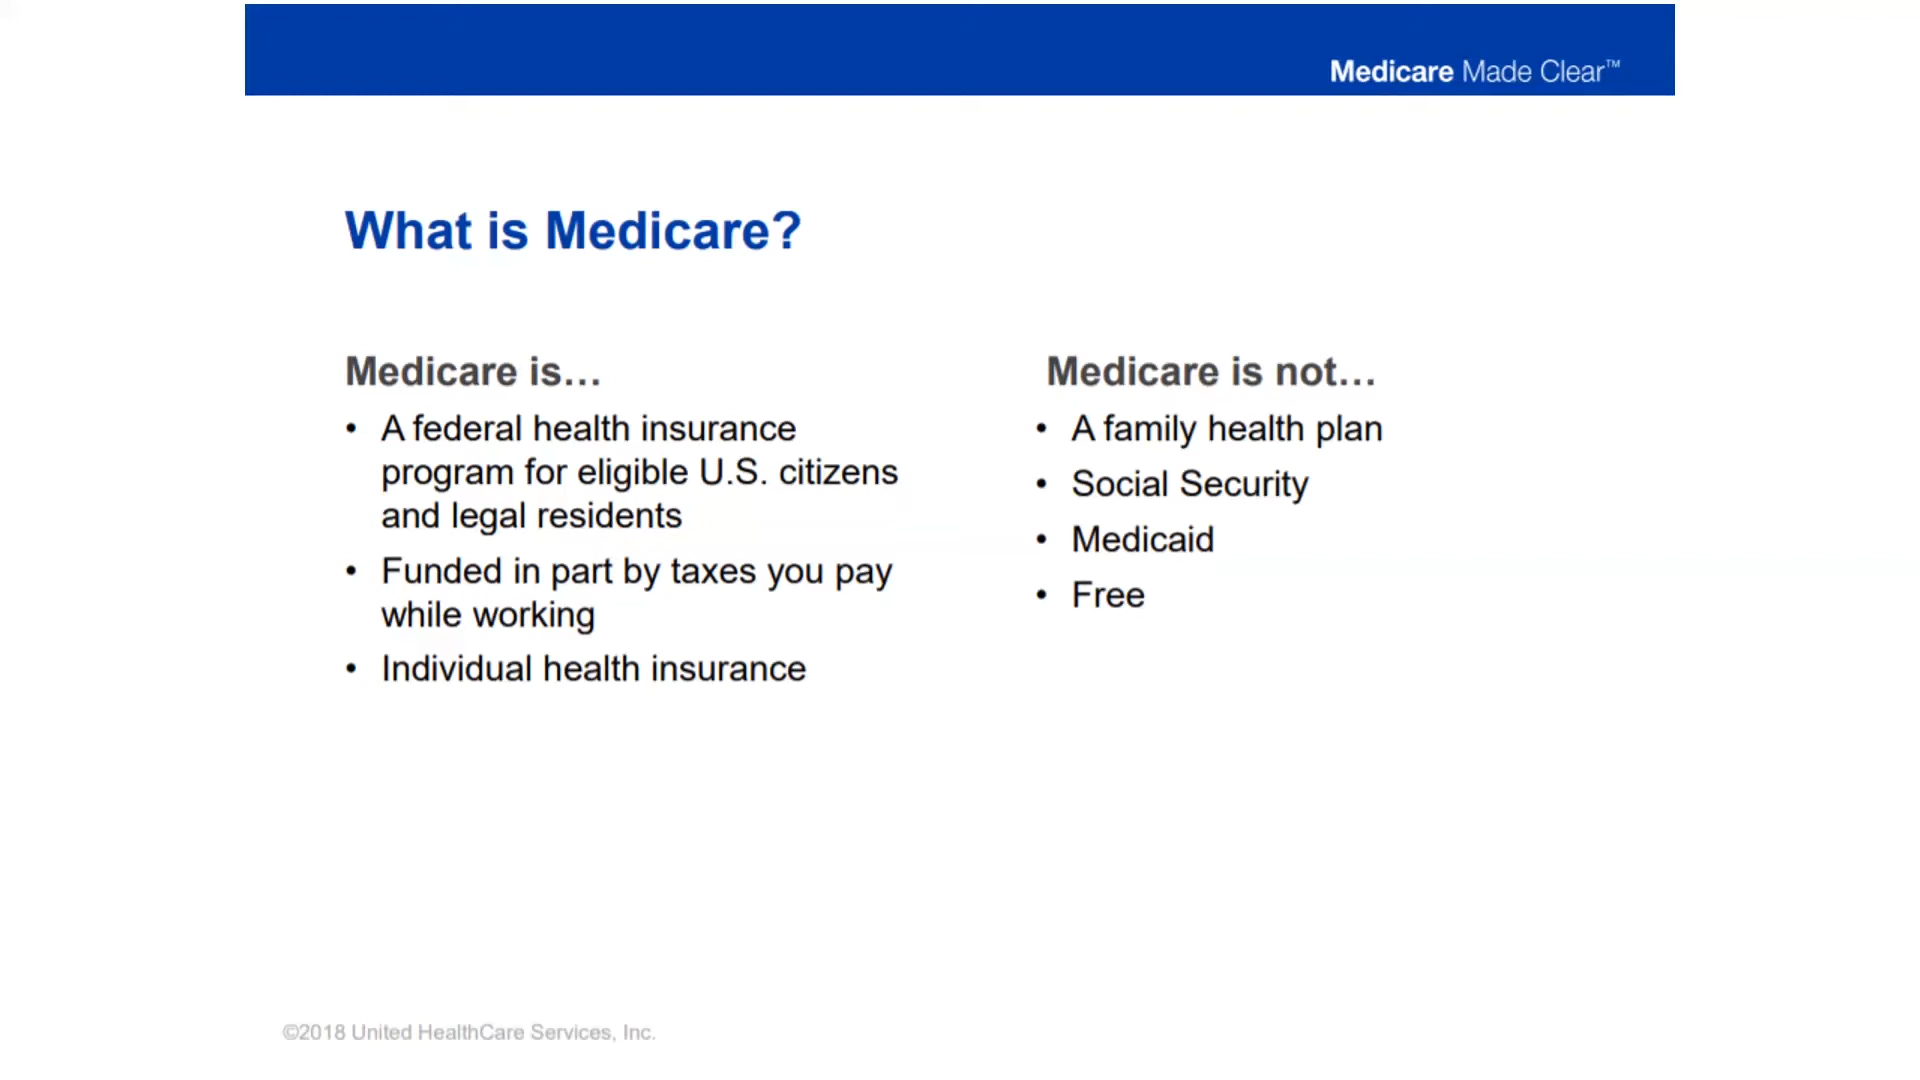 Medicare Made Clear™
What is Medicare?
Medicare is…
• A federal health insurance
program for eligible U.S. citizens
and legal residents
• Funded in part by taxes you pay
while working
• Individual health insurance
Medicare is not…
• A family health plan
• Social Security
• Medicaid
• Free
©2018 United HealthCare Services, Inc.